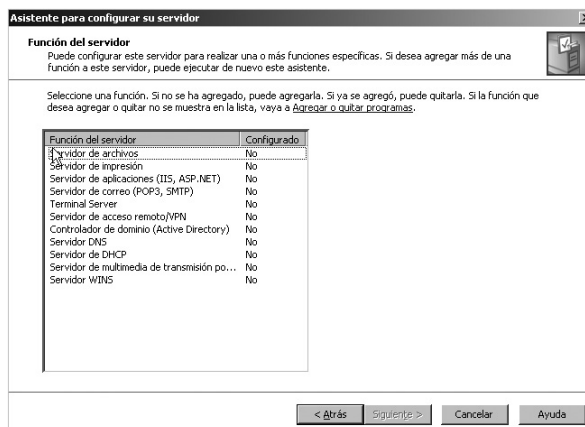 Asistente para configurar su servidor
Función del servidor
Puede configurar este servidor para realizar una o más funciones específicas. Si desea agregar más de una
función a este servidor, puede ejecutar de nuevo este asistente.
Seleccione una función. Si no se ha agregado, puede agregarla. Si ya se agregó, puede quitarla. Si la función que
desea agregar o quitar no se muestra en la lista, vaya a Agregar o quitar programas.
Función del servidor Configurado
Servidor de archivos No
Servidor de impresión No
Servidor de aplicaciones (IIS, ASP.NET) No
Servidor de correo (POP3, SMTP) No
Terminal Server No
Servidor de acceso remoto/VPN No
Controlador de dominio (Active Directory) No
Servidor DNS No
Servidor de DHCP No
Servidor de multimedia de transmisión po... No
Servidor WINS No
< Atrás Siguiente > Cancelar Ayuda